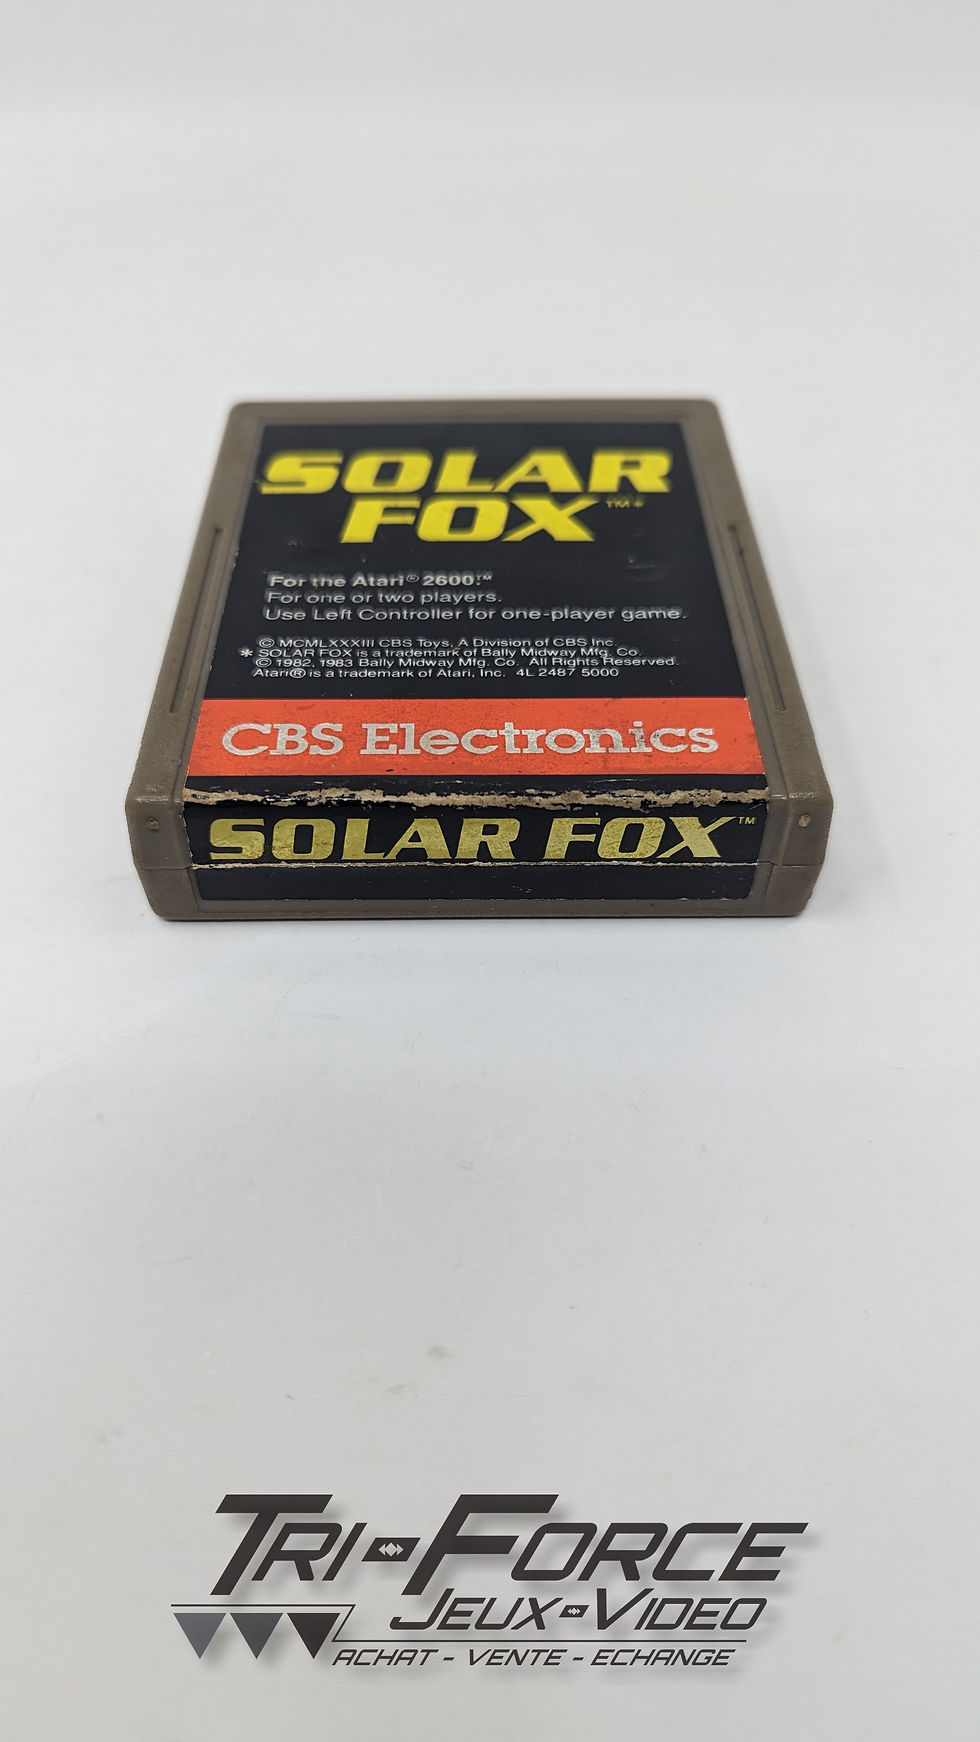 SOLAR
FOX ™*
For the Atari® 2600.™
For one or two players.
Use Left Controller for one-player game.
© MCMLXXXIII CBS Toys, A Division of CBS Inc.
* SOLAR FOX is a trademark of Bally Midway Mfg. Co.
© 1982, 1983 Bally Midway Mfg. Co. All Rights Reserved.
Atari® is a trademark of Atari, Inc. 4L 2487 5000
CBS Electronics
SOLAR FOX™
TRI-FORCE
JEUX-VIDEO
ACHAT - VENTE - ECHANGE